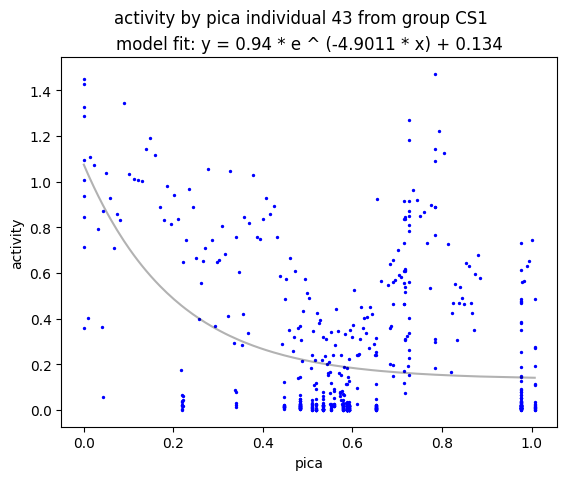 activity by pica individual 43 from group CS1
model fit: y = 0.94 * e ^ (-4.9011 * x) + 0.134
1.4
1.2
1.0
0.8
0.6
0.4
0.2
0.0
activity
0.0 0.2 0.4 0.6 0.8 1.0
pica